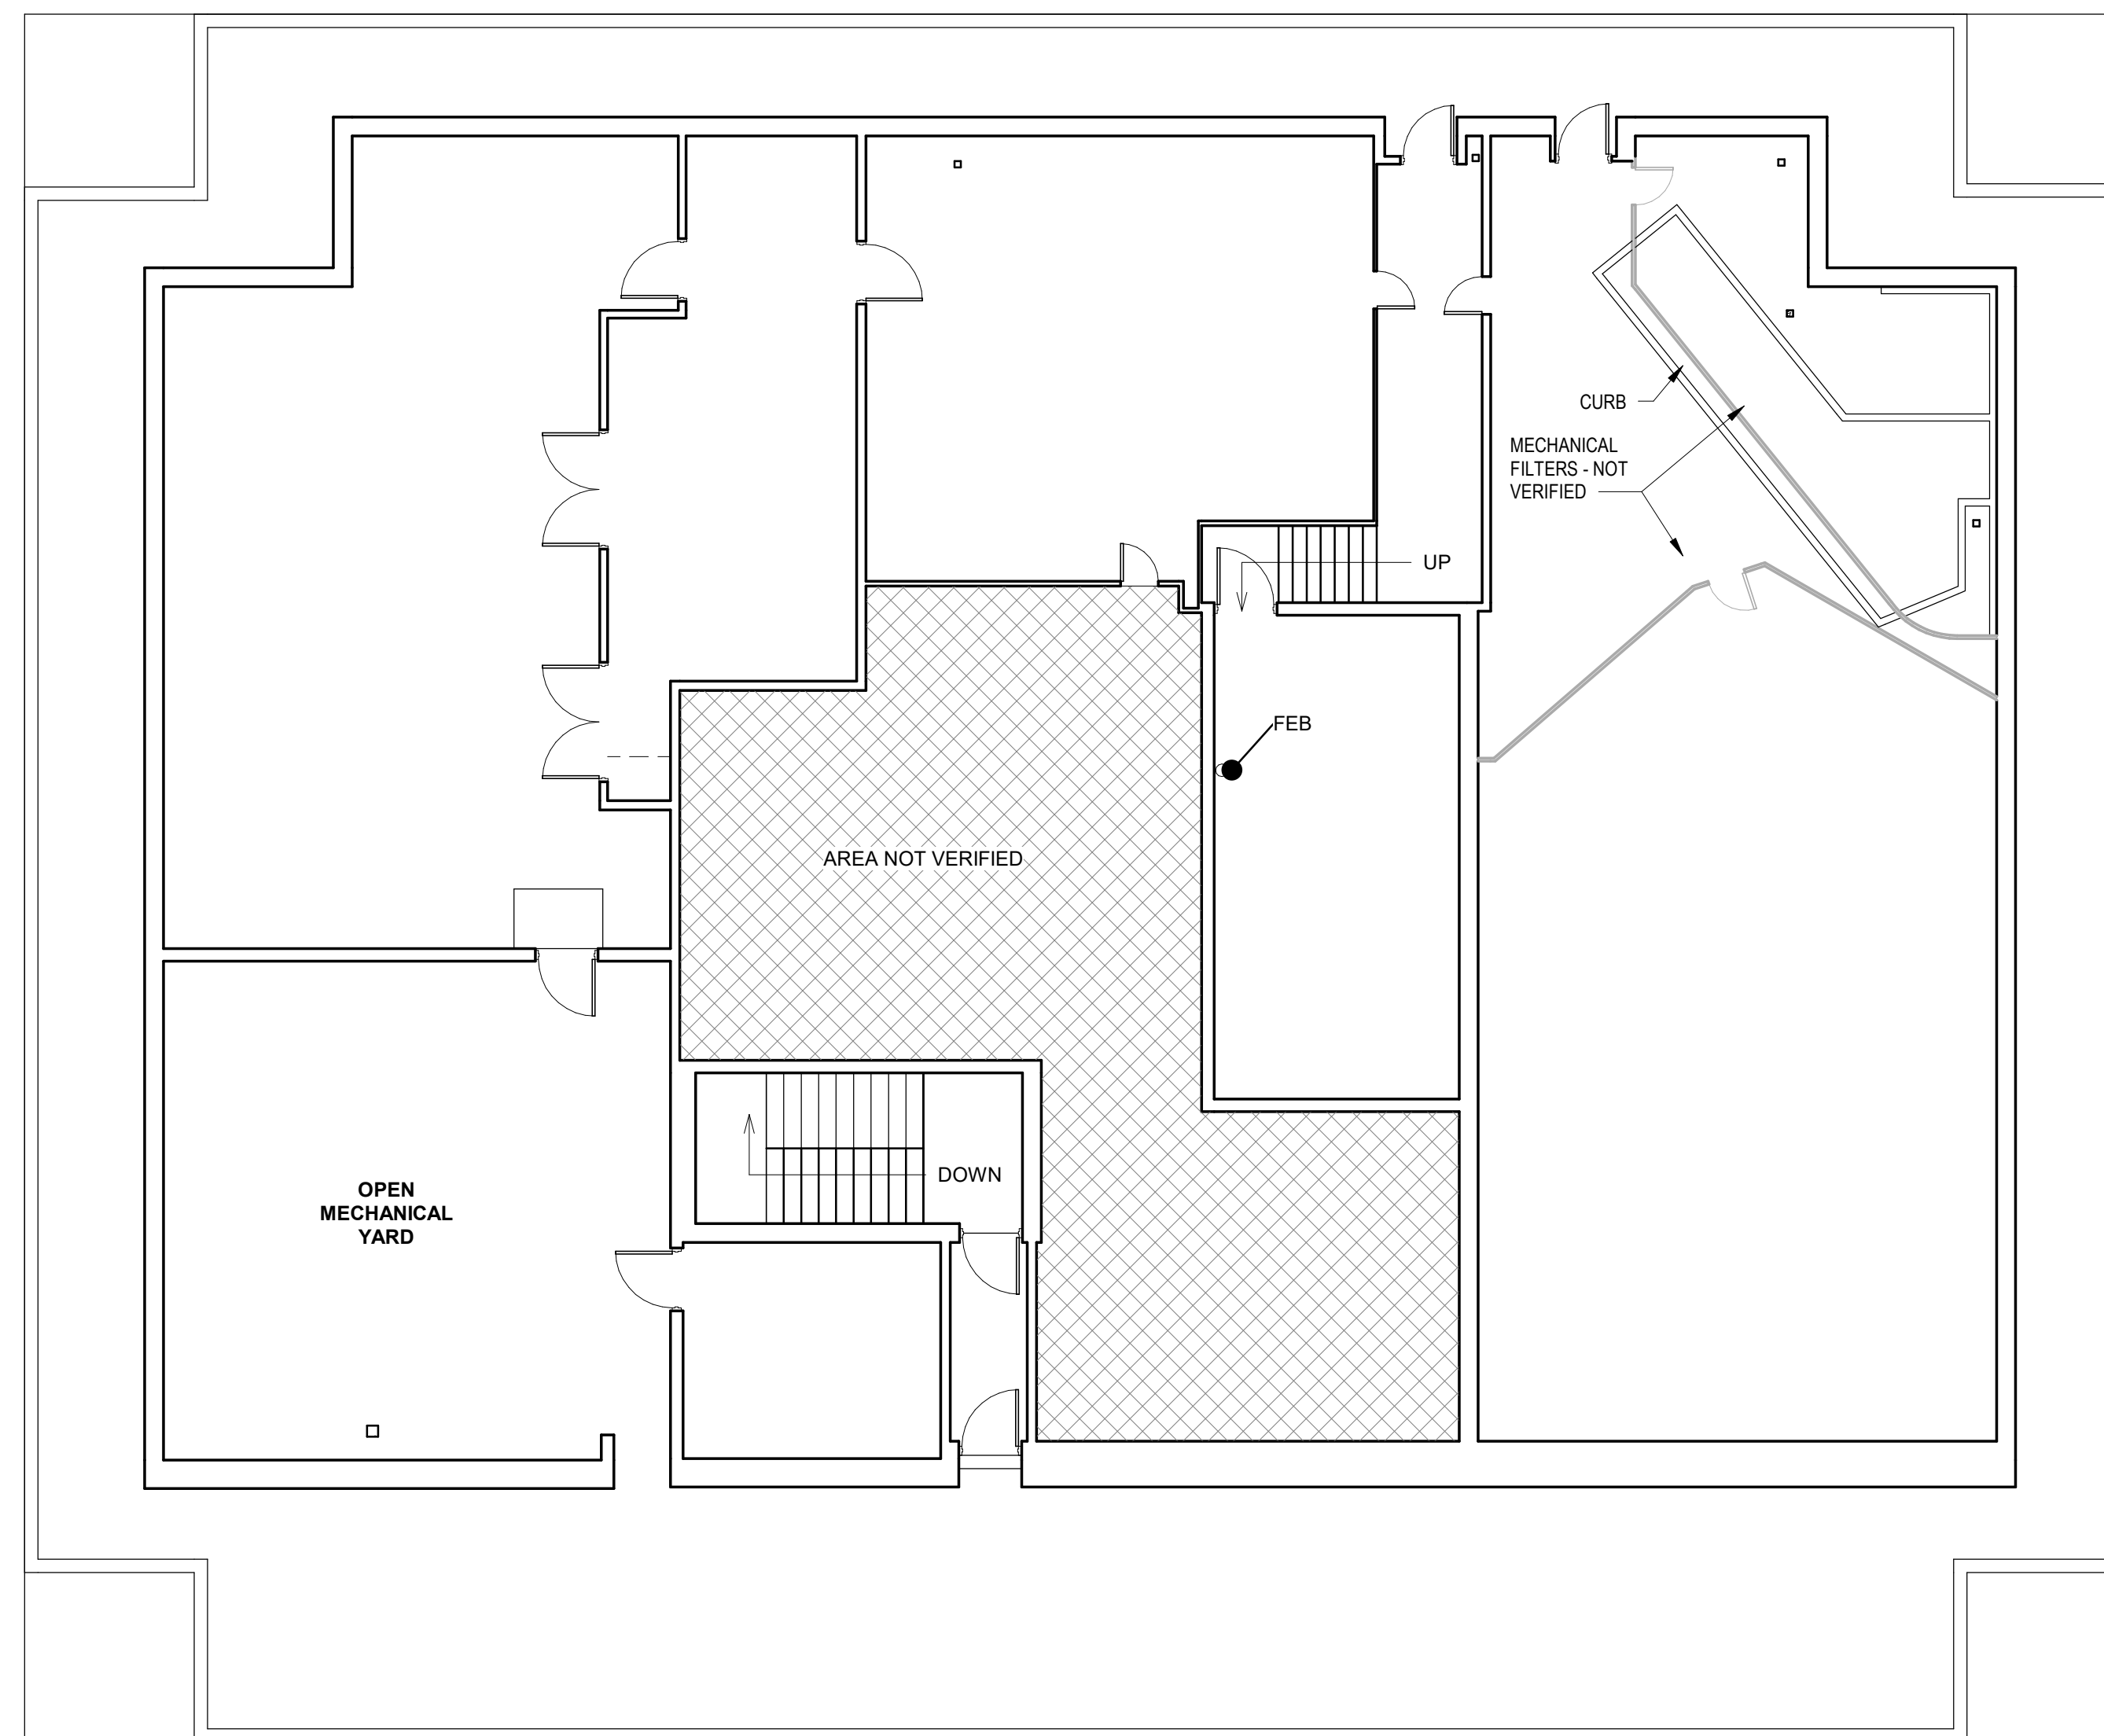 CURB
MECHANICAL
FILTERS - NOT
VERIFIED
UP
FEB
AREA NOT VERIFIED
DOWN
OPEN
MECHANICAL
YARD